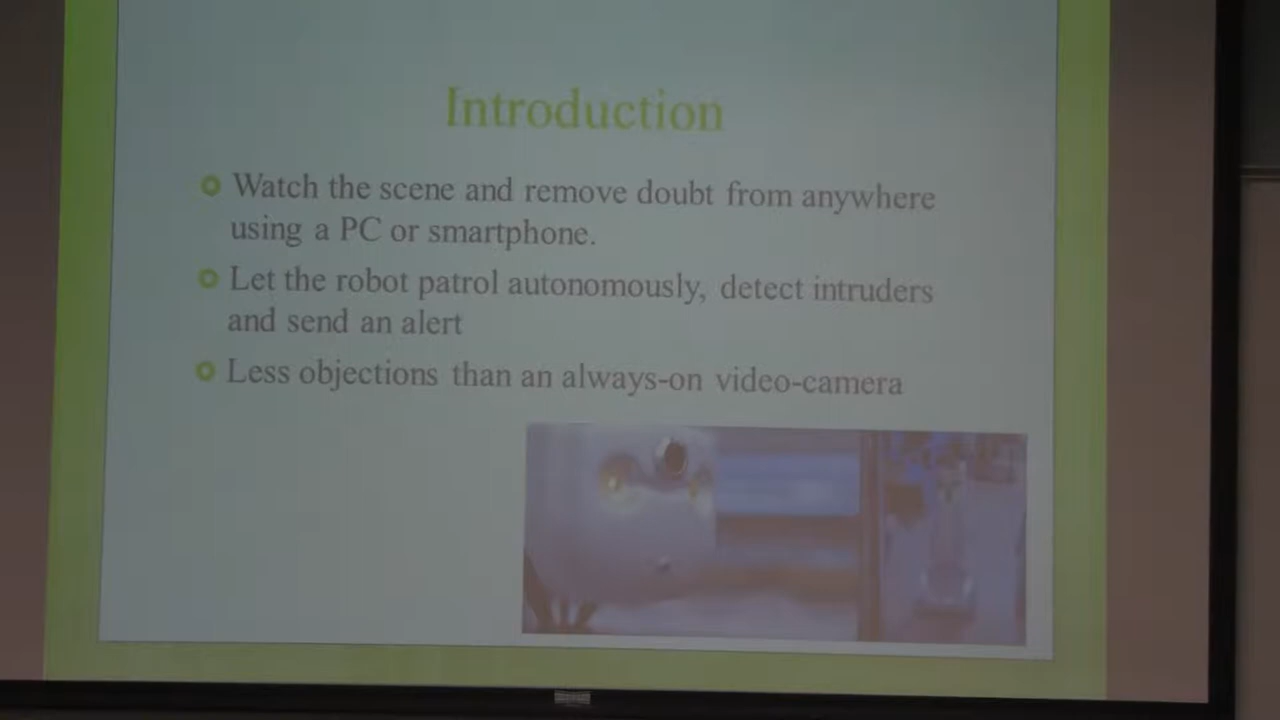 Introduction
Watch the scene and remove doubt from anywhere
using a PC or smartphone.
Let the robot patrol autonomously, detect intruders
and send an alert
Less objections than an always-on video-camera